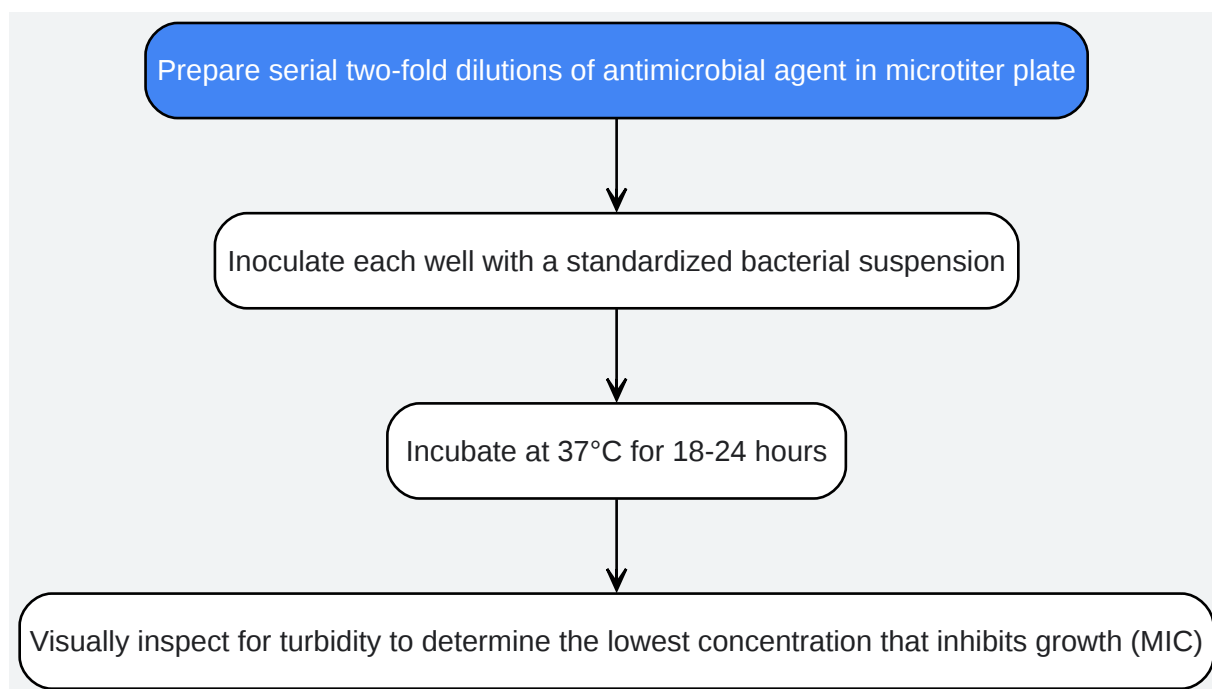 Prepare serial two-fold dilutions of antimicrobial agent in microtiter plate
Inoculate each well with a standardized bacterial suspension
Incubate at 37°C for 18-24 hours
Visually inspect for turbidity to determine the lowest concentration that inhibits growth (MIC)